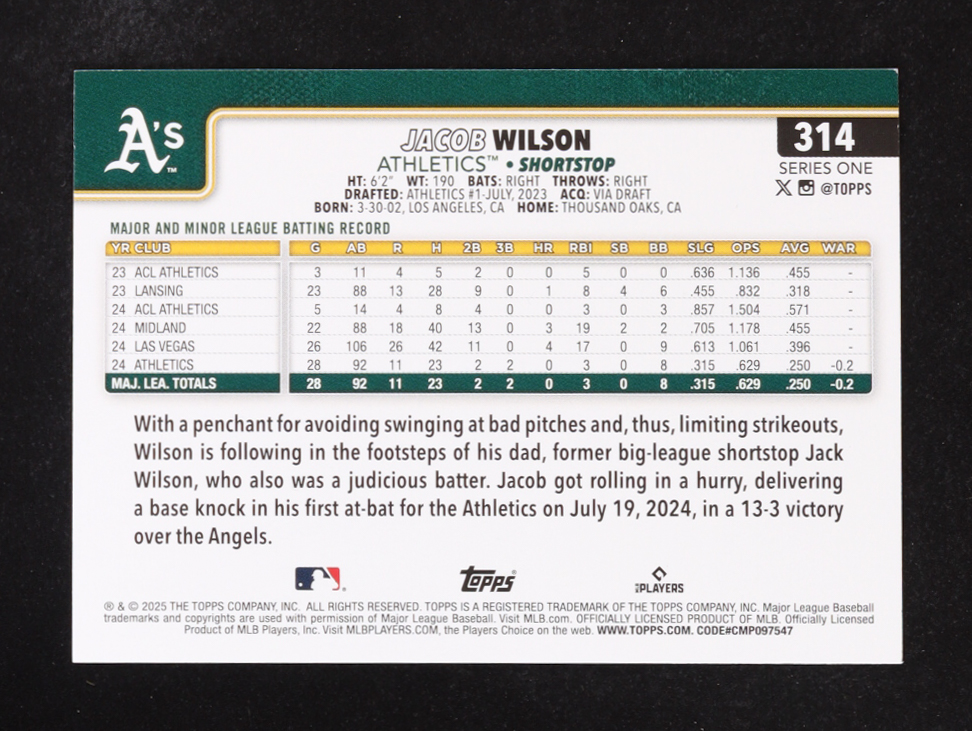 A's™
JACOB WILSON
ATHLETICS™ • SHORTSTOP
HT: 6'2" WT: 190 BATS: RIGHT THROWS: RIGHT
DRAFTED: ATHLETICS #1-JULY, 2023 ACQ: VIA DRAFT
BORN: 3-30-02, LOS ANGELES, CA HOME: THOUSAND OAKS, CA
314
SERIES ONE
@TOPPS
MAJOR AND MINOR LEAGUE BATTING RECORD
YR CLUB G AB R H 2B 3B HR RBI SB BB SLG OPS AVG WAR
23 ACL ATHLETICS 3 11 4 5 2 0 0 5 0 0 .636 1.136 .455 -
23 LANSING 23 88 13 28 9 0 1 8 4 6 .455 .832 .318 -
24 ACL ATHLETICS 5 14 4 8 4 0 0 3 0 3 .857 1.504 .571 -
24 MIDLAND 22 88 18 40 13 0 3 19 2 2 .705 1.178 .455 -
24 LAS VEGAS 26 106 26 42 11 0 4 17 0 9 .613 1.061 .396 -
24 ATHLETICS 28 92 11 23 2 2 0 3 0 8 .315 .629 .250 -0.2
MAJ. LEA. TOTALS 28 92 11 23 2 2 0 3 0 8 .315 .629 .250 -0.2
With a penchant for avoiding swinging at bad pitches and, thus, limiting strikeouts,
Wilson is following in the footsteps of his dad, former big-league shortstop Jack
Wilson, who also was a judicious batter. Jacob got rolling in a hurry, delivering
a base knock in his first at-bat for the Athletics on July 19, 2024, in a 13-3 victory
over the Angels.
Topps®
MLB PLAYERS
® & © 2025 THE TOPPS COMPANY, INC. ALL RIGHTS RESERVED. TOPPS IS A REGISTERED TRADEMARK OF THE TOPPS COMPANY, INC. Major League Baseball
trademarks and copyrights are used with permission of Major League Baseball. Visit MLB.com. OFFICIALLY LICENSED PRODUCT OF MLB. Officially Licensed
Product of MLB Players, Inc. Visit MLBPLAYERS.COM, the Players Choice on the web. WWW.TOPPS.COM. CODE#CMP097547